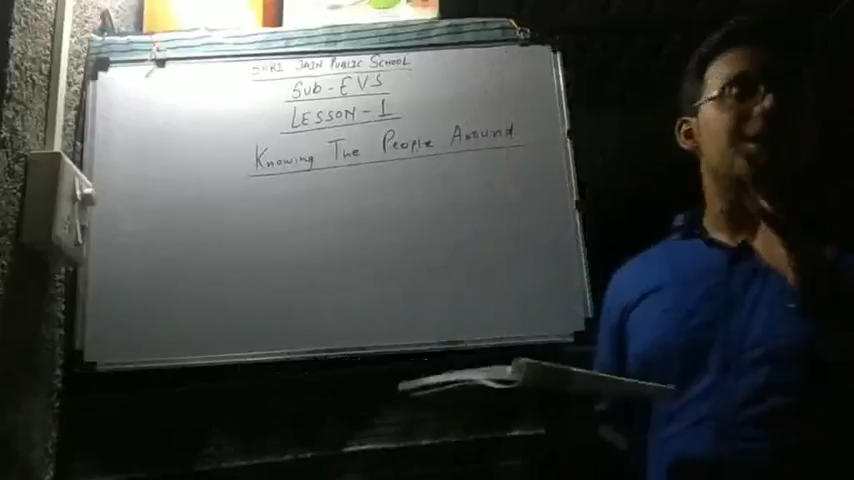 SHRI JAIN PUBLIC SCHOOL
Sub - EVS
LESSON - 1
Knowing The People Around